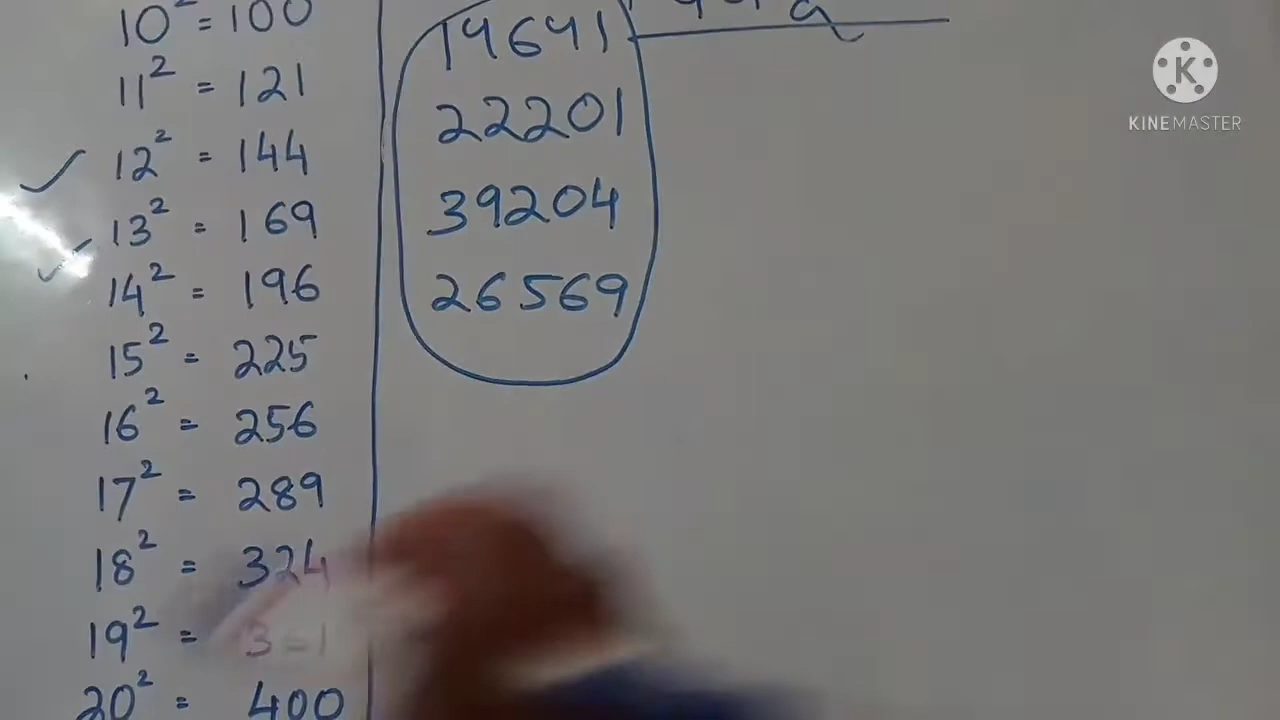 10² = 100
11² = 121
12² = 144
13² = 169
14² = 196
15² = 225
16² = 256
17² = 289
18² = 324
19² =
20² = 400
14641
22201
39204
26569
K
KINEMASTER